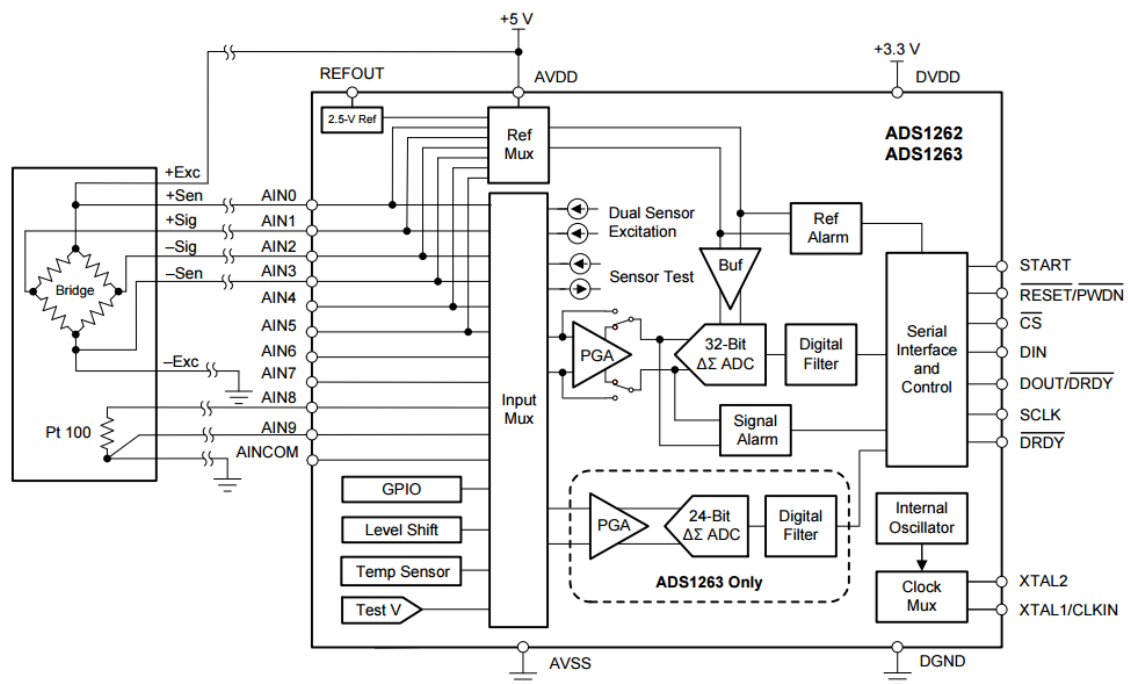 +5 V
+3.3 V
REFOUT
AVDD
DVDD
2.5-V Ref
Ref
Mux
ADS1262
ADS1263
+Exc
+Sen
AIN0
+Sig
AIN1
–Sig
AIN2
–Sen
AIN3
AIN4
AIN5
AIN6
–Exc
AIN7
AIN8
AIN9
AINCOM
Bridge
Pt 100
Dual Sensor
Excitation
Sensor Test
Input
Mux
Buf
Ref
Alarm
PGA
32-Bit
ΔΣ ADC
Digital
Filter
Signal
Alarm
Serial
Interface
and
Control
START
RESET/PWDN
CS
DIN
DOUT/DRDY
SCLK
DRDY
GPIO
Level Shift
Temp Sensor
Test V
PGA
24-Bit
ΔΣ ADC
Digital
Filter
ADS1263 Only
Internal
Oscillator
Clock
Mux
XTAL2
XTAL1/CLKIN
AVSS
DGND